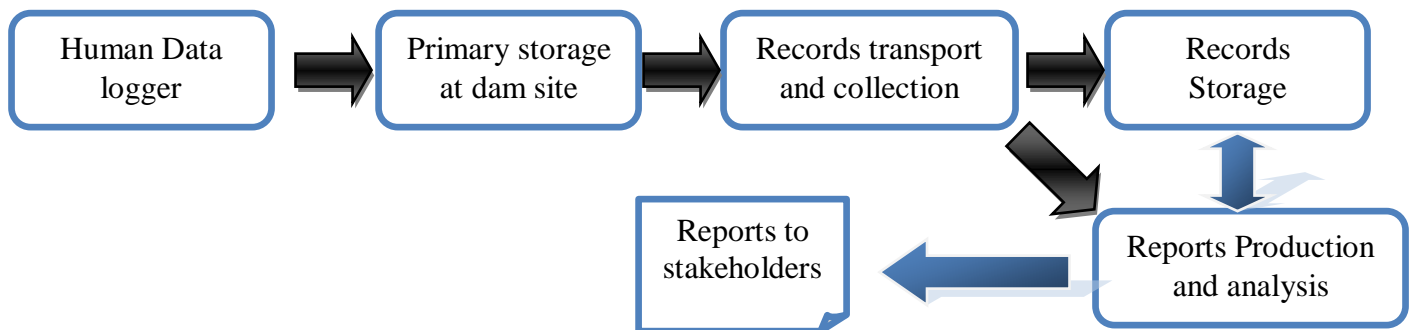 Human Data
logger
Primary storage
at dam site
Records transport
and collection
Records
Storage
Reports to
stakeholders
Reports Production
and analysis